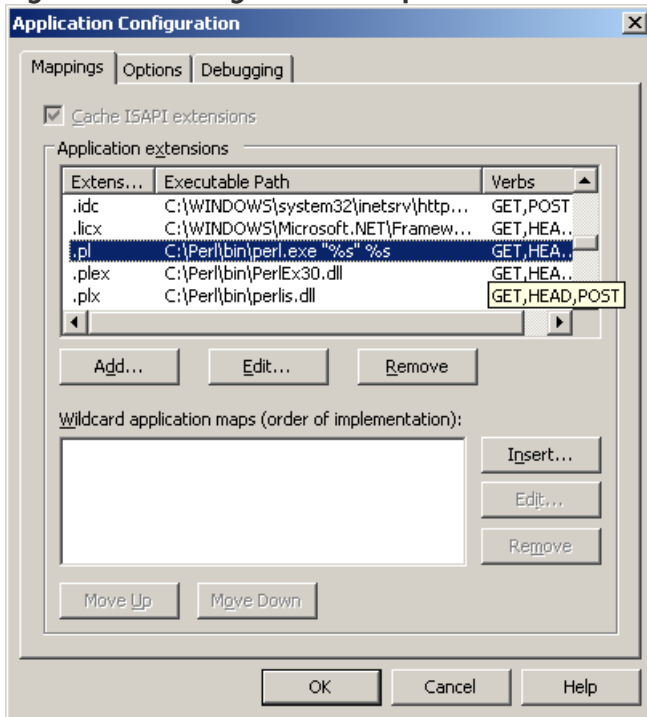 Application Configuration
Mappings Options Debugging
Cache ISAPI extensions
Application extensions
Extens... Executable Path Verbs
.idc C:\WINDOWS\system32\inetsrv\http... GET,POST
.licx C:\WINDOWS\Microsoft.NET\Framew... GET,HEA..
.pl C:\Perl\bin\perl.exe "%s" %s GET,HEA..
.plex C:\Perl\bin\PerlEx30.dll GET,HEA..
.plx C:\Perl\bin\perlis.dll GET,HEAD,POST
Add... Edit... Remove
Wildcard application maps (order of implementation):
Insert...
Edit...
Remove
Move Up Move Down
OK Cancel Help